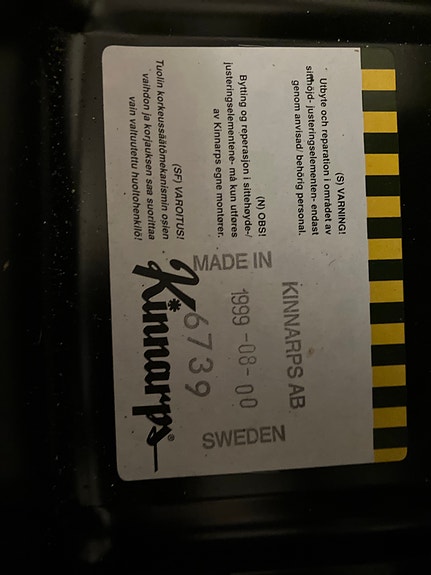 (S) VARNING!
Utbyte och reparation i området av
sitthöjd- justeringselementen- endast
genom anvisad/ behörig personal.
(N) OBS!
Bytting og reperasjon i sittehøyde-/
justeringselementene- må kun utføres
av Kinnarps egne montører.
(SF) VAROITUS!
Tuolin korkeussäätömekanismin osien
vaihdon ja korjauksen saa suorittaa
vain valtuutettu huoltohenkilö!
KINNARPS AB
1999-08-00
6739
MADE IN
SWEDEN
Kinnarps®